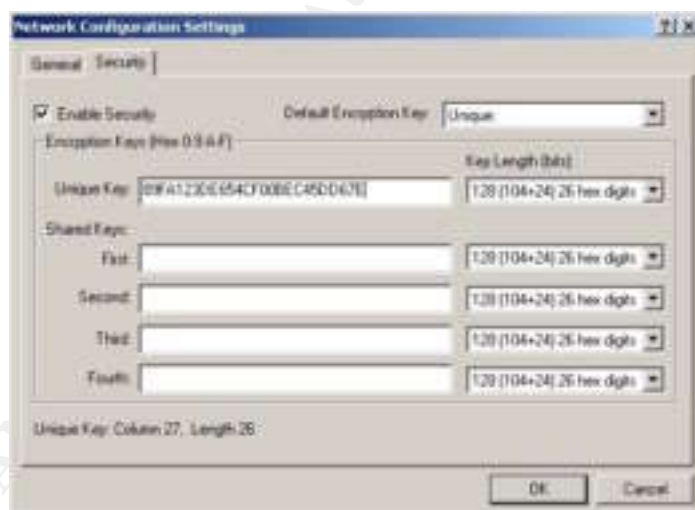 Network Configuration Settings
General Security
Enable Security Default Encryption Key: Unique
Encryption Keys (Hex 0-9 A-F)
Key Length (bits)
Unique Key: 128 (104+24) 26 hex digits
Shared Keys:
First: 128 (104+24) 26 hex digits
Second: 128 (104+24) 26 hex digits
Third: 128 (104+24) 26 hex digits
Fourth: 128 (104+24) 26 hex digits
Unique Key: Column 27, Length 26
OK Cancel